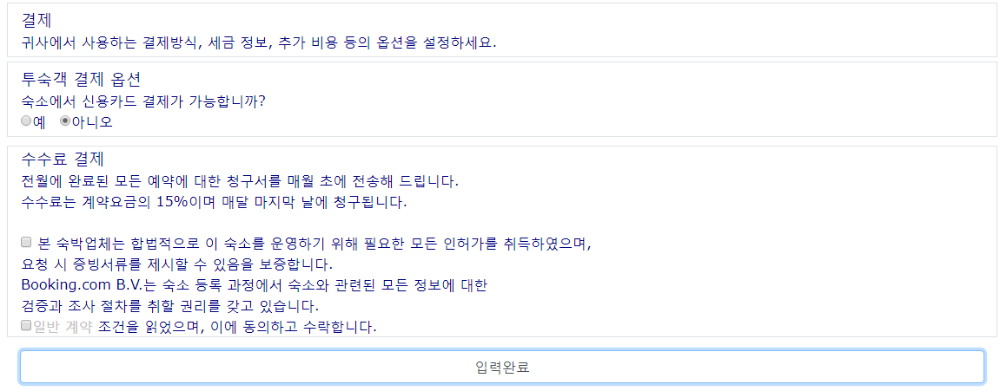 결제
귀사에서 사용하는 결제방식, 세금 정보, 추가 비용 등의 옵션을 설정하세요.
투숙객 결제 옵션
숙소에서 신용카드 결제가 가능합니까?
예 아니오
수수료 결제
전월에 완료된 모든 예약에 대한 청구서를 매월 초에 전송해 드립니다.
수수료는 계약요금의 15%이며 매달 마지막 날에 청구됩니다.
본 숙박업체는 합법적으로 이 숙소를 운영하기 위해 필요한 모든 인허가를 취득하였으며,
요청 시 증빙서류를 제시할 수 있음을 보증합니다.
Booking.com B.V.는 숙소 등록 과정에서 숙소와 관련된 모든 정보에 대한
검증과 조사 절차를 취할 권리를 갖고 있습니다.
일반 계약 조건을 읽었으며, 이에 동의하고 수락합니다.
입력완료